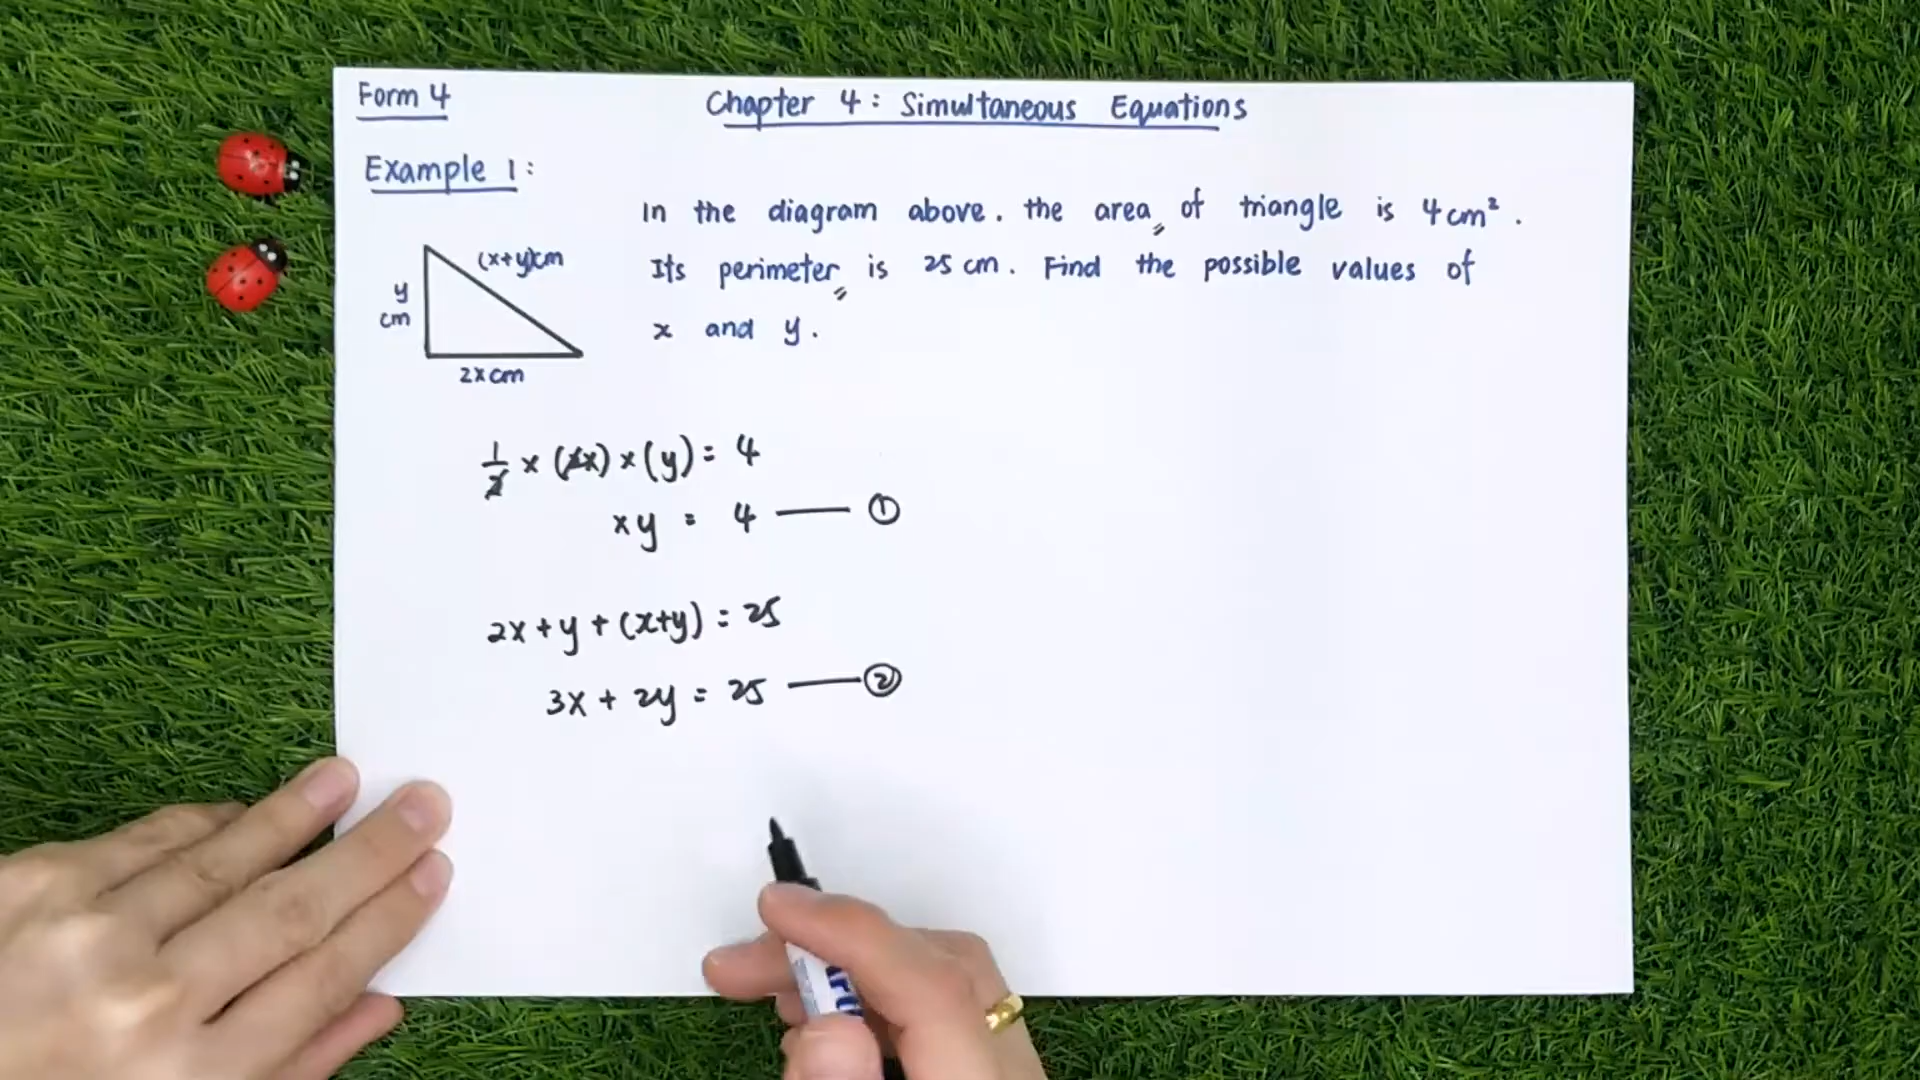 Form 4
Chapter 4: Simultaneous Equations
Example 1:
In the diagram above. the area of triangle is 4cm².
Its perimeter is 25 cm. Find the possible values of
x and y.
(x+y)cm
y
cm
2x cm
1/2 × (2x) × (y) = 4
xy = 4 —— ①
2x + y + (x+y) = 25
3x + 2y = 25 —— ②